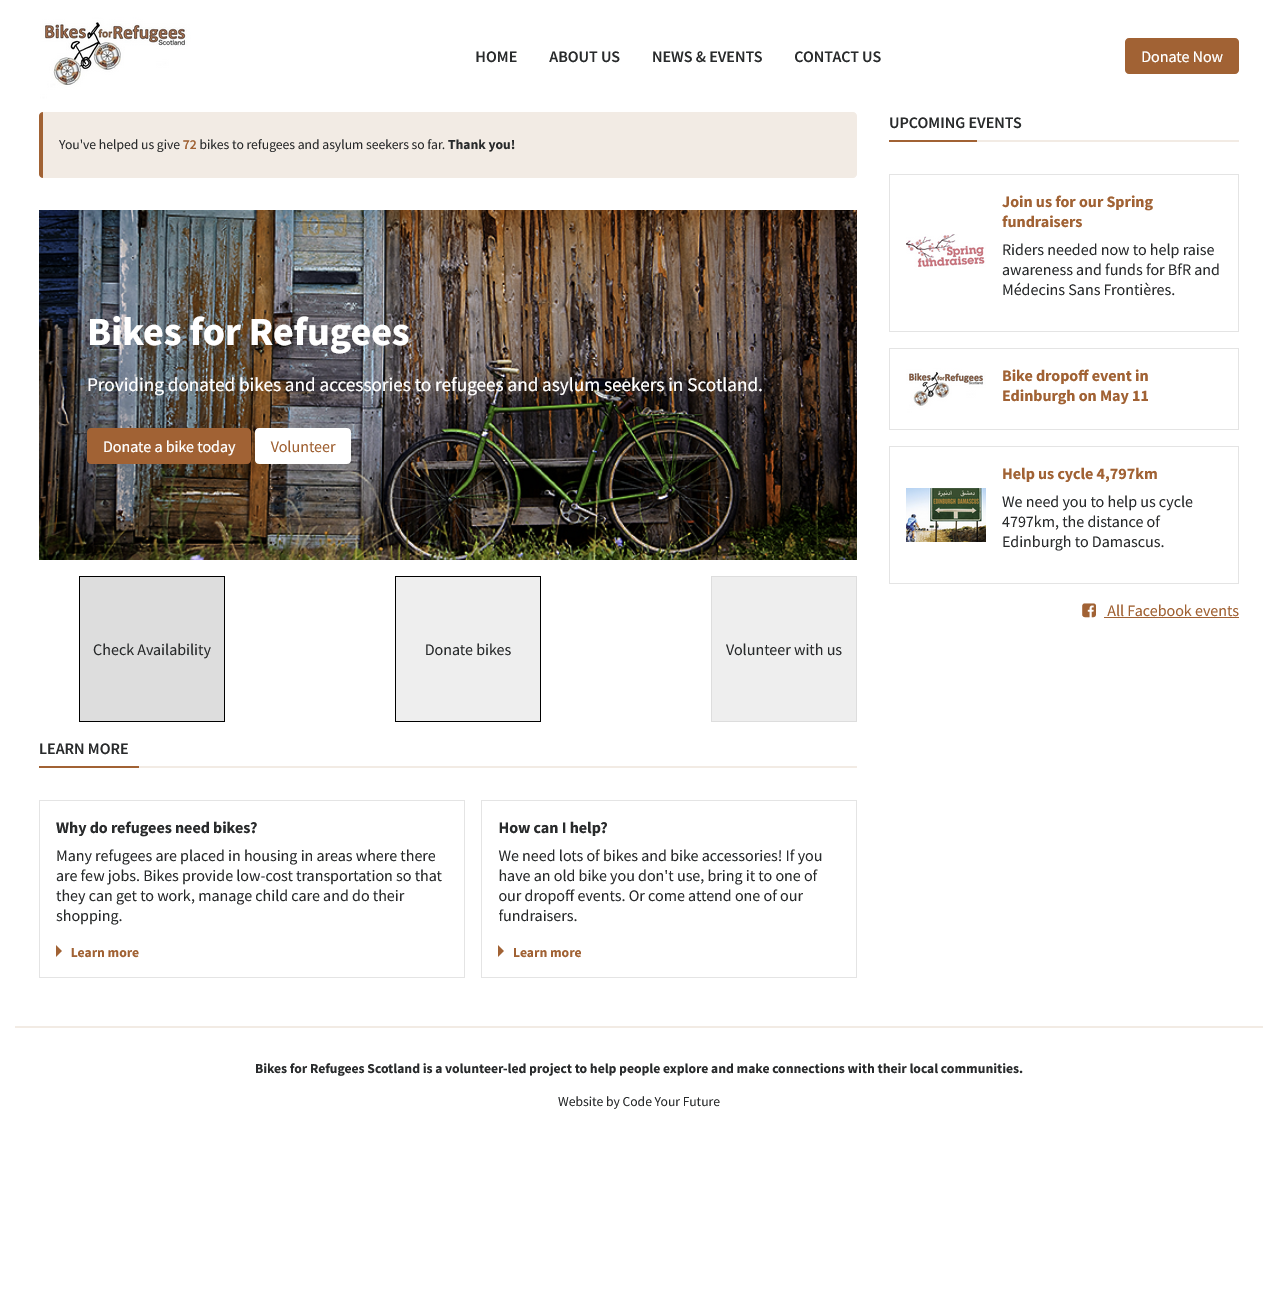 Bikes for Refugees
Scotland
HOME
ABOUT US
NEWS & EVENTS
CONTACT US
Donate Now
You've helped us give 72 bikes to refugees and asylum seekers so far. Thank you!
Bikes for Refugees
Providing donated bikes and accessories to refugees and asylum seekers in Scotland.
Donate a bike today
Volunteer
Check Availability
Donate bikes
Volunteer with us
LEARN MORE
Why do refugees need bikes?
Many refugees are placed in housing in areas where there
are few jobs. Bikes provide low-cost transportation so that
they can get to work, manage child care and do their
shopping.
Learn more
How can I help?
We need lots of bikes and bike accessories! If you
have an old bike you don't use, bring it to one of
our dropoff events. Or come attend one of our
fundraisers.
Learn more
UPCOMING EVENTS
Spring
fundraisers
Join us for our Spring
fundraisers
Riders needed now to help raise
awareness and funds for BfR and
Médecins Sans Frontières.
Bikes for Refugees
Scotland
Bike dropoff event in
Edinburgh on May 11
EDINBURGH DAMASCUS
Help us cycle 4,797km
We need you to help us cycle
4797km, the distance of
Edinburgh to Damascus.
All Facebook events
Bikes for Refugees Scotland is a volunteer-led project to help people explore and make connections with their local communities.
Website by Code Your Future